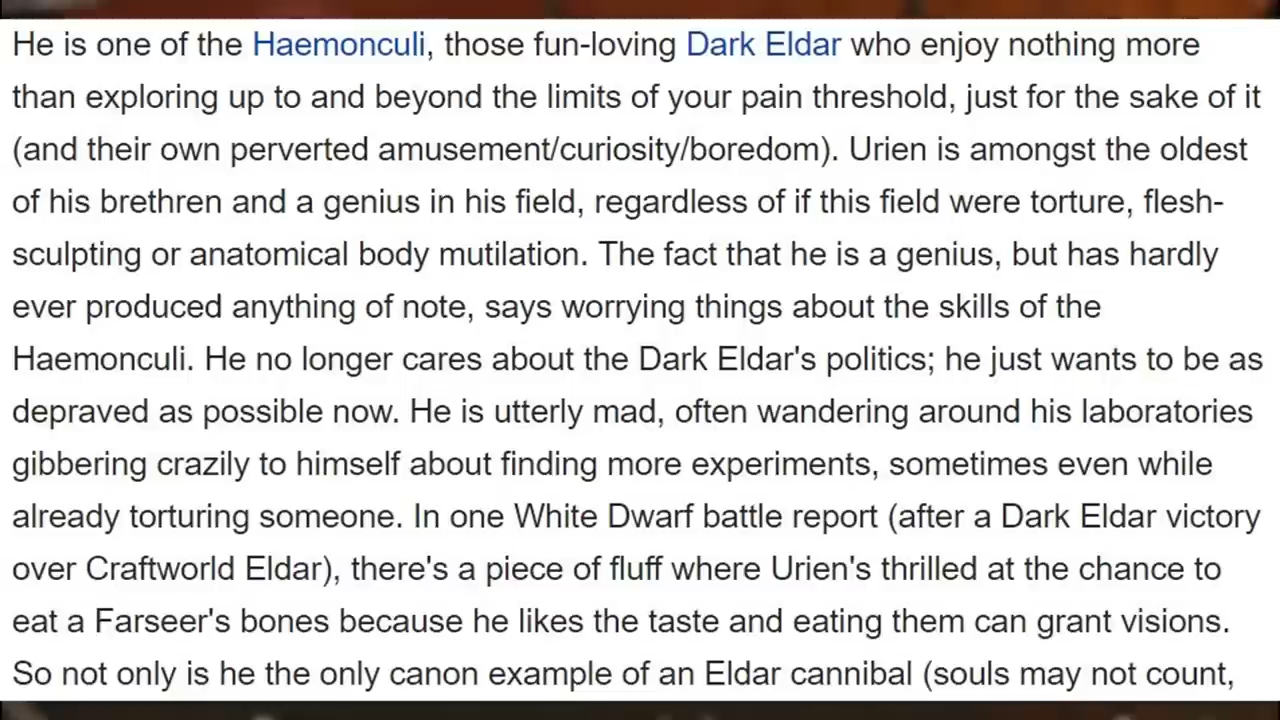 He is one of the Haemonculi, those fun-loving Dark Eldar who enjoy nothing more
than exploring up to and beyond the limits of your pain threshold, just for the sake of it
(and their own perverted amusement/curiosity/boredom). Urien is amongst the oldest
of his brethren and a genius in his field, regardless of if this field were torture, flesh-
sculpting or anatomical body mutilation. The fact that he is a genius, but has hardly
ever produced anything of note, says worrying things about the skills of the
Haemonculi. He no longer cares about the Dark Eldar's politics; he just wants to be as
depraved as possible now. He is utterly mad, often wandering around his laboratories
gibbering crazily to himself about finding more experiments, sometimes even while
already torturing someone. In one White Dwarf battle report (after a Dark Eldar victory
over Craftworld Eldar), there's a piece of fluff where Urien's thrilled at the chance to
eat a Farseer's bones because he likes the taste and eating them can grant visions.
So not only is he the only canon example of an Eldar cannibal (souls may not count,